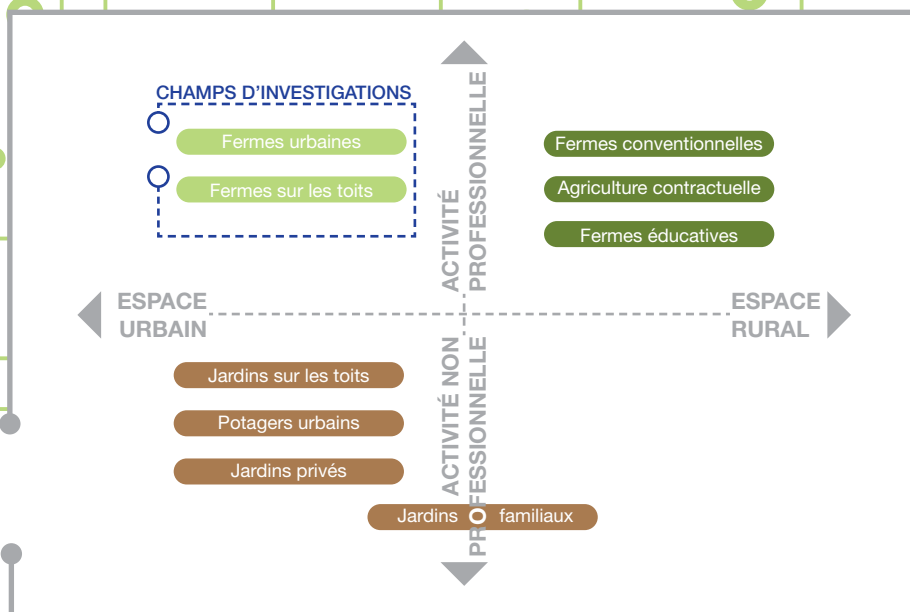 CHAMPS D'INVESTIGATIONS
Fermes urbaines
Fermes sur les toits
ACTIVITÉ
PROFESSIONNELLE
Fermes conventionnelles
Agriculture contractuelle
Fermes éducatives
ESPACE
URBAIN
ESPACE
RURAL
Jardins sur les toits
Potagers urbains
Jardins privés
ACTIVITÉ NON
PROFESSIONNELLE
Jardins familiaux